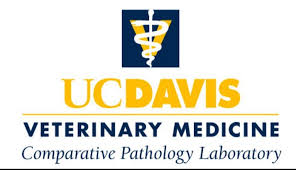 UCDAVIS
VETERINARY MEDICINE
Comparative Pathology Laboratory